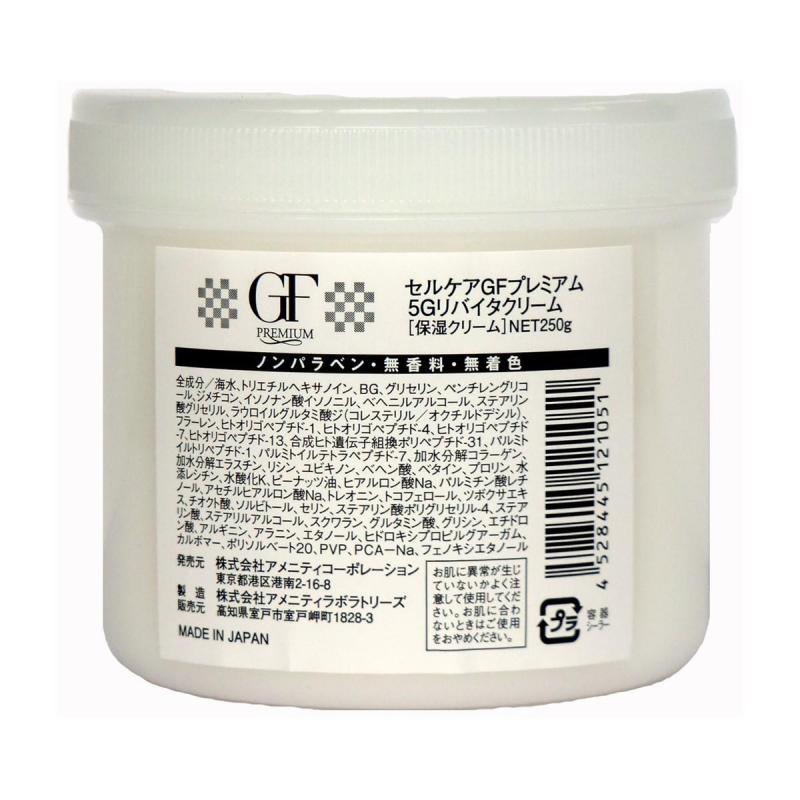 GF
PREMIUM
セルケアGFプレミアム
5Gリバイタクリーム
[保湿クリーム]NET250g
ノンパラベン・無香料・無着色
全成分／海水、トリエチルヘキサノイン、BG、グリセリン、ペンチレングリコ
ール、ジメチコン、イソノナン酸イソノニル、ベヘニルアルコール、ステアリン
酸グリセリル、ラウロイルグルタミン酸ジ(コレステリル／オクチルドデシル)、
フラーレン、ヒトオリゴペプチド-1、ヒトオリゴペプチド-4、ヒトオリゴペプチド
-7、ヒトオリゴペプチド-13、合成ヒト遺伝子組換ポリペプチド-31、パルミト
イルトリペプチド-1、パルミトイルテトラペプチド-7、加水分解コラーゲン、
加水分解エラスチン、リシン、ユビキノン、ベヘン酸、ベタイン、プロリン、水
添レシチン、水酸化K、ピーナッツ油、ヒアルロン酸Na、パルミチン酸レチ
ノール、アセチルヒアルロン酸Na、トレオニン、トコフェロール、ツボクサエキ
ス、チオクト酸、ソルビトール、セリン、ステアリン酸ポリグリセリル-4、ステア
リン酸、ステアリルアルコール、スクワラン、グルタミン酸、グリシン、エチドロ
ン酸、アルギニン、アラニン、エタノール、ヒドロキシプロピルグアーガム、
カルボマー、ポリソルベート20、PVP、PCA-Na、フェノキシエタノール
発売元 株式会社アメニティコーポレーション
東京都港区港南2-16-8
製造 株式会社アメニティラボラトリーズ
販売元 高知県室戸市室戸岬町1828-3
MADE IN JAPAN
お肌に異常が生じ
ていないかよく注
意して使用してくだ
さい。お肌に合わ
ないときはご使用
をおやめください。
4 528445 121051
プラ
容器
シーラー